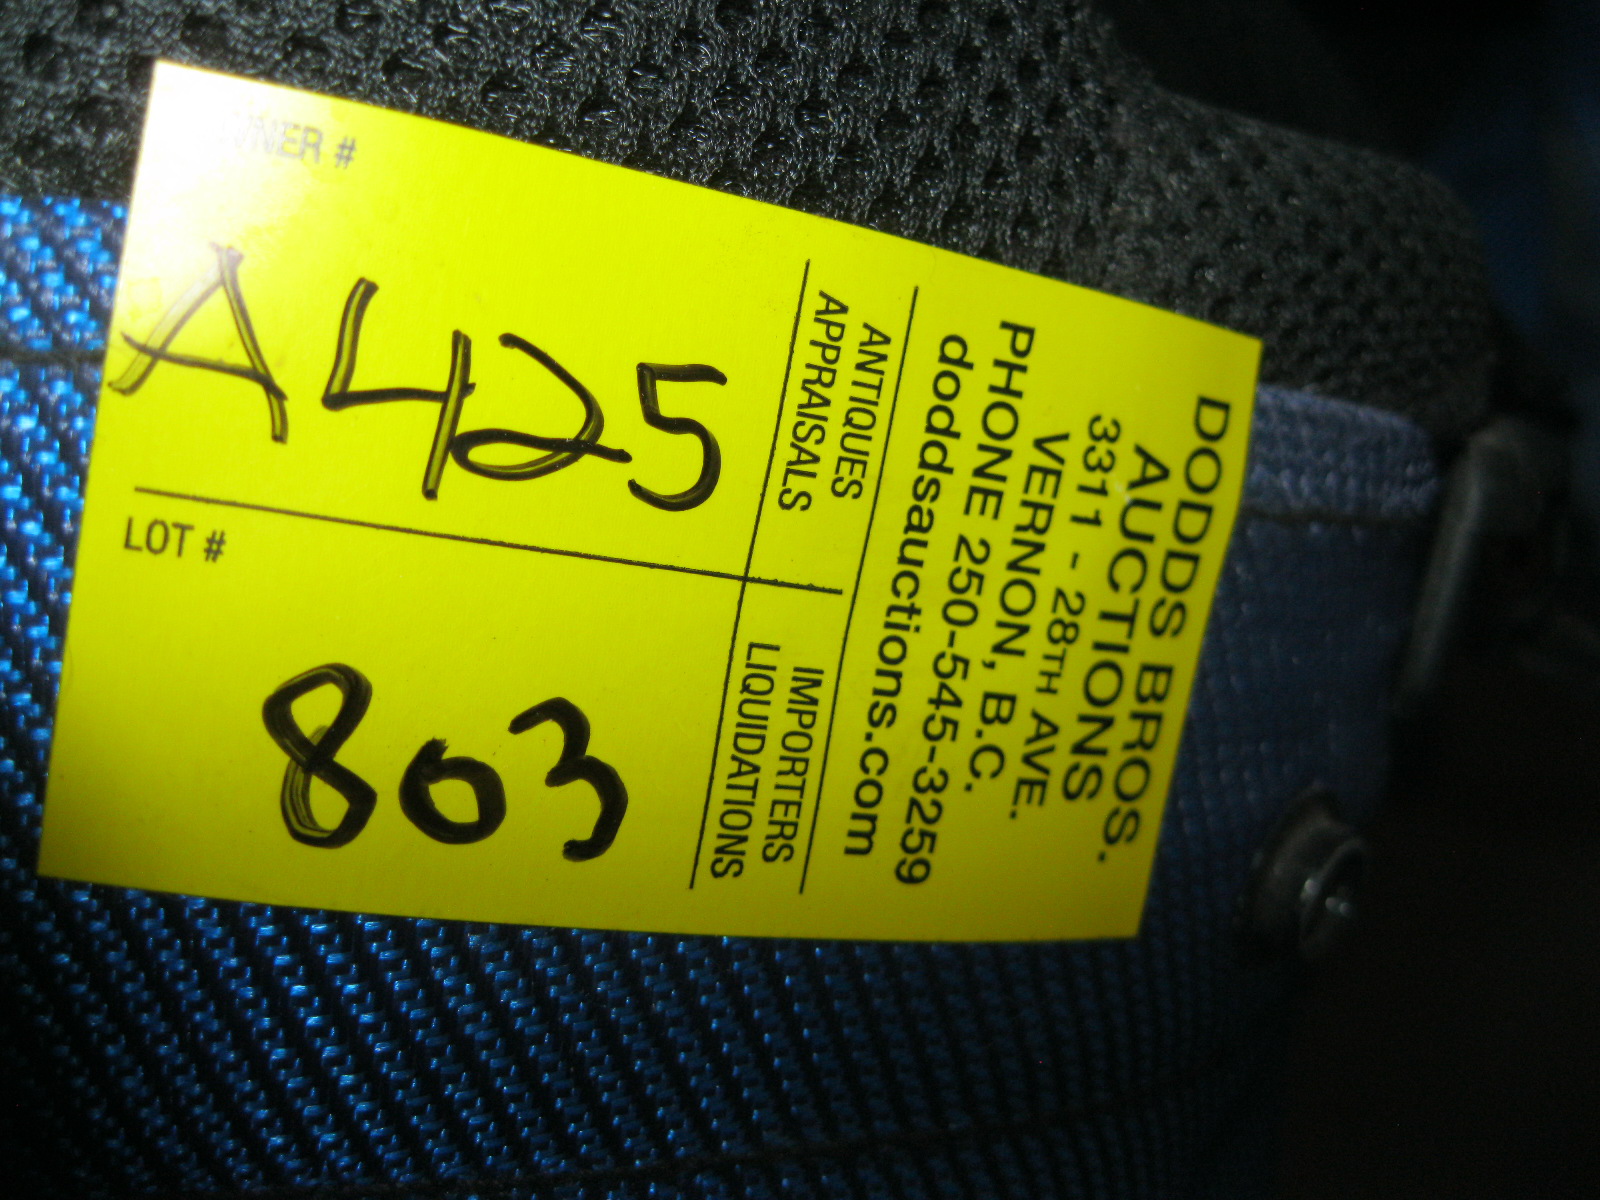 DODDS BROS.
AUCTIONS
3311 - 28TH AVE.
VERNON, B.C.
PHONE 250-545-3259
doddsauctions.com
ANTIQUES
APPRAISALS
IMPORTERS
LIQUIDATIONS
OWNER #
A425
LOT #
803